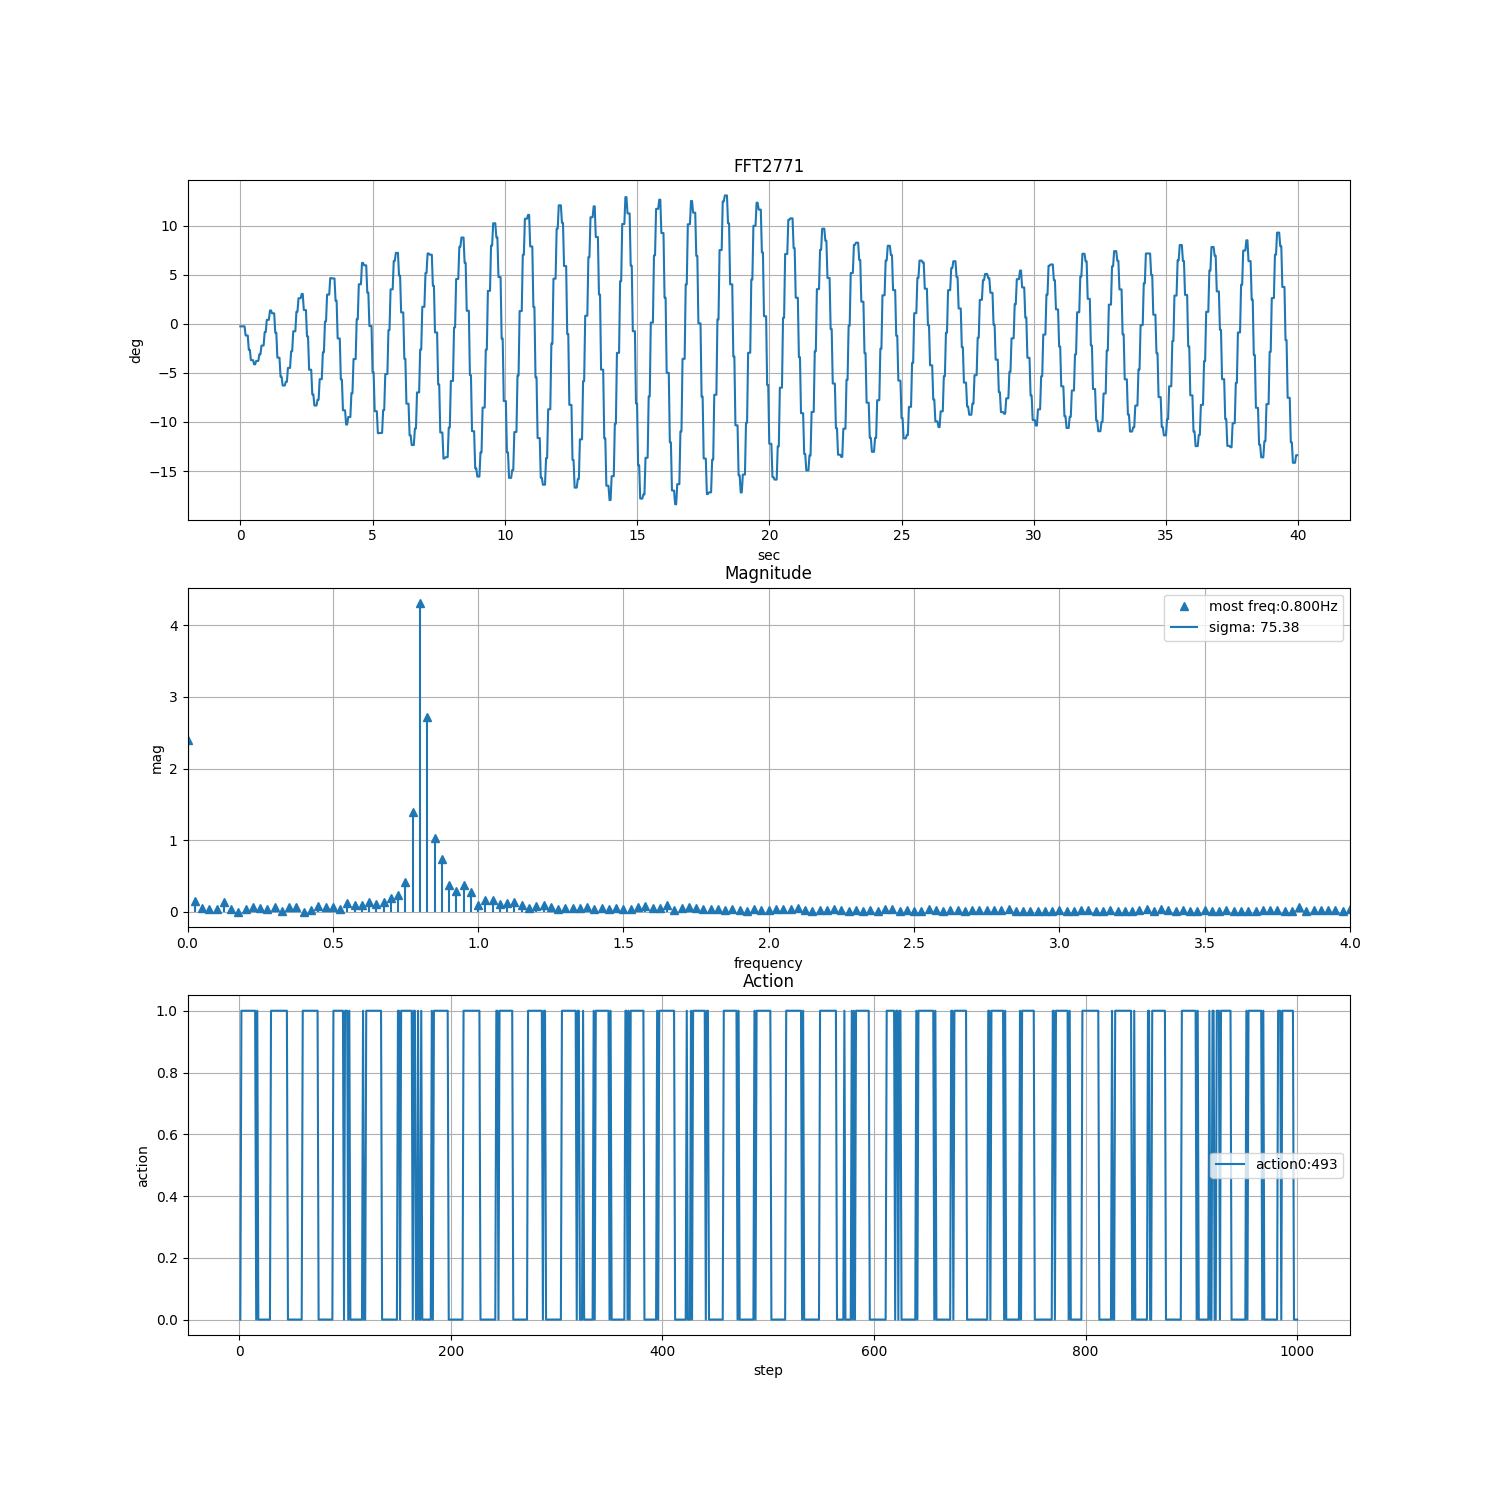 FFT2771
10
5
0
−5
−10
−15
deg
0 5 10 15 20 25 30 35 40
sec
Magnitude
most freq:0.800Hz
sigma: 75.38
4
3
2
1
0
mag
0.0 0.5 1.0 1.5 2.0 2.5 3.0 3.5 4.0
frequency
Action
1.0
0.8
0.6
0.4
0.2
0.0
action
action0:493
0 200 400 600 800 1000
step